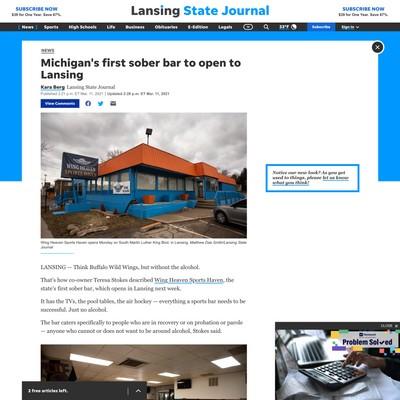 SUBSCRIBE NOW
$39 for One Year. Save 67%.
Lansing State Journal
SUBSCRIBE NOW
$39 for One Year. Save 67%.
News Sports High Schools Life Business Obituaries E-Edition Legals
Subscribe
Sign In
NEWS
Michigan's first sober bar to open to
Lansing
Kara Berg Lansing State Journal
Published 2:21 p.m. ET Mar. 11, 2021 | Updated 2:28 p.m. ET Mar. 11, 2021
View Comments
WING HEAVEN
SPORTS HAVEN
Wing Heaven Sports Haven opens Monday on South Martin Luther King Blvd. in Lansing. Matthew Dae Smith/Lansing State
Journal
Notice our new look? As you get
used to things, please let us know
what you think!
LANSING — Think Buffalo Wild Wings, but without the alcohol.
That's how co-owner Teresa Stokes described Wing Heaven Sports Haven, the
state's first sober bar, which opens in Lansing next week.
It has the TVs, the pool tables, the air hockey — everything a sports bar needs to be
successful. Just no alcohol.
The bar caters specifically to people who are in recovery or on probation or parole
— anyone who cannot or does not want to be around alcohol, Stokes said.
CLOSE
Problem Solved
2 free articles left.